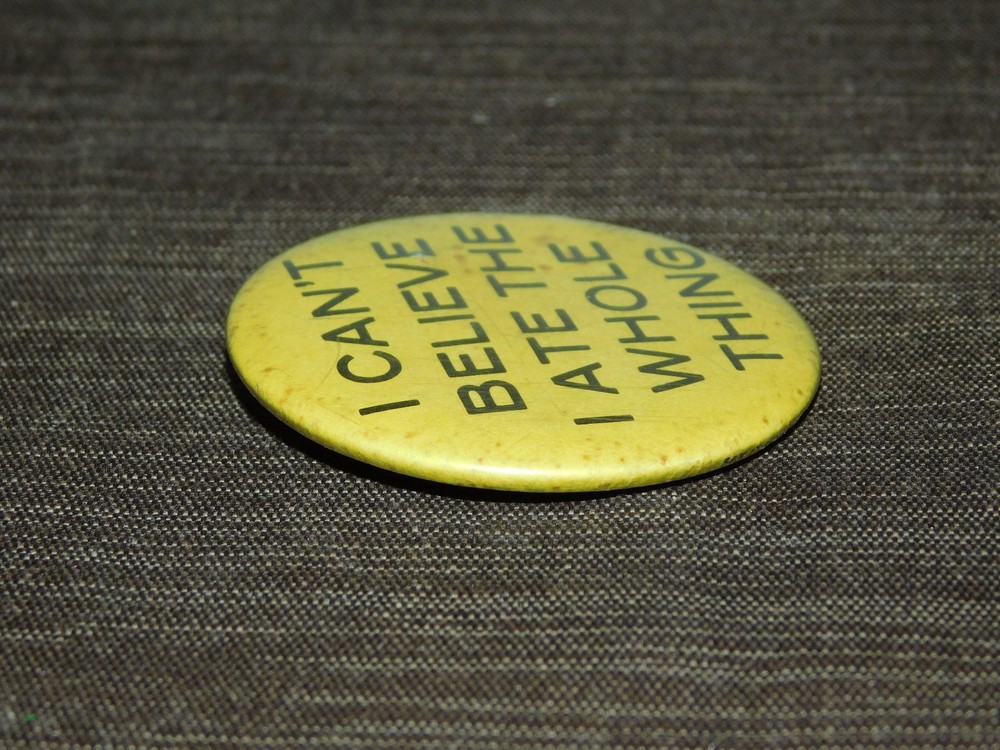 I CAN'T
BELIEVE
I ATE THE
WHOLE
THING